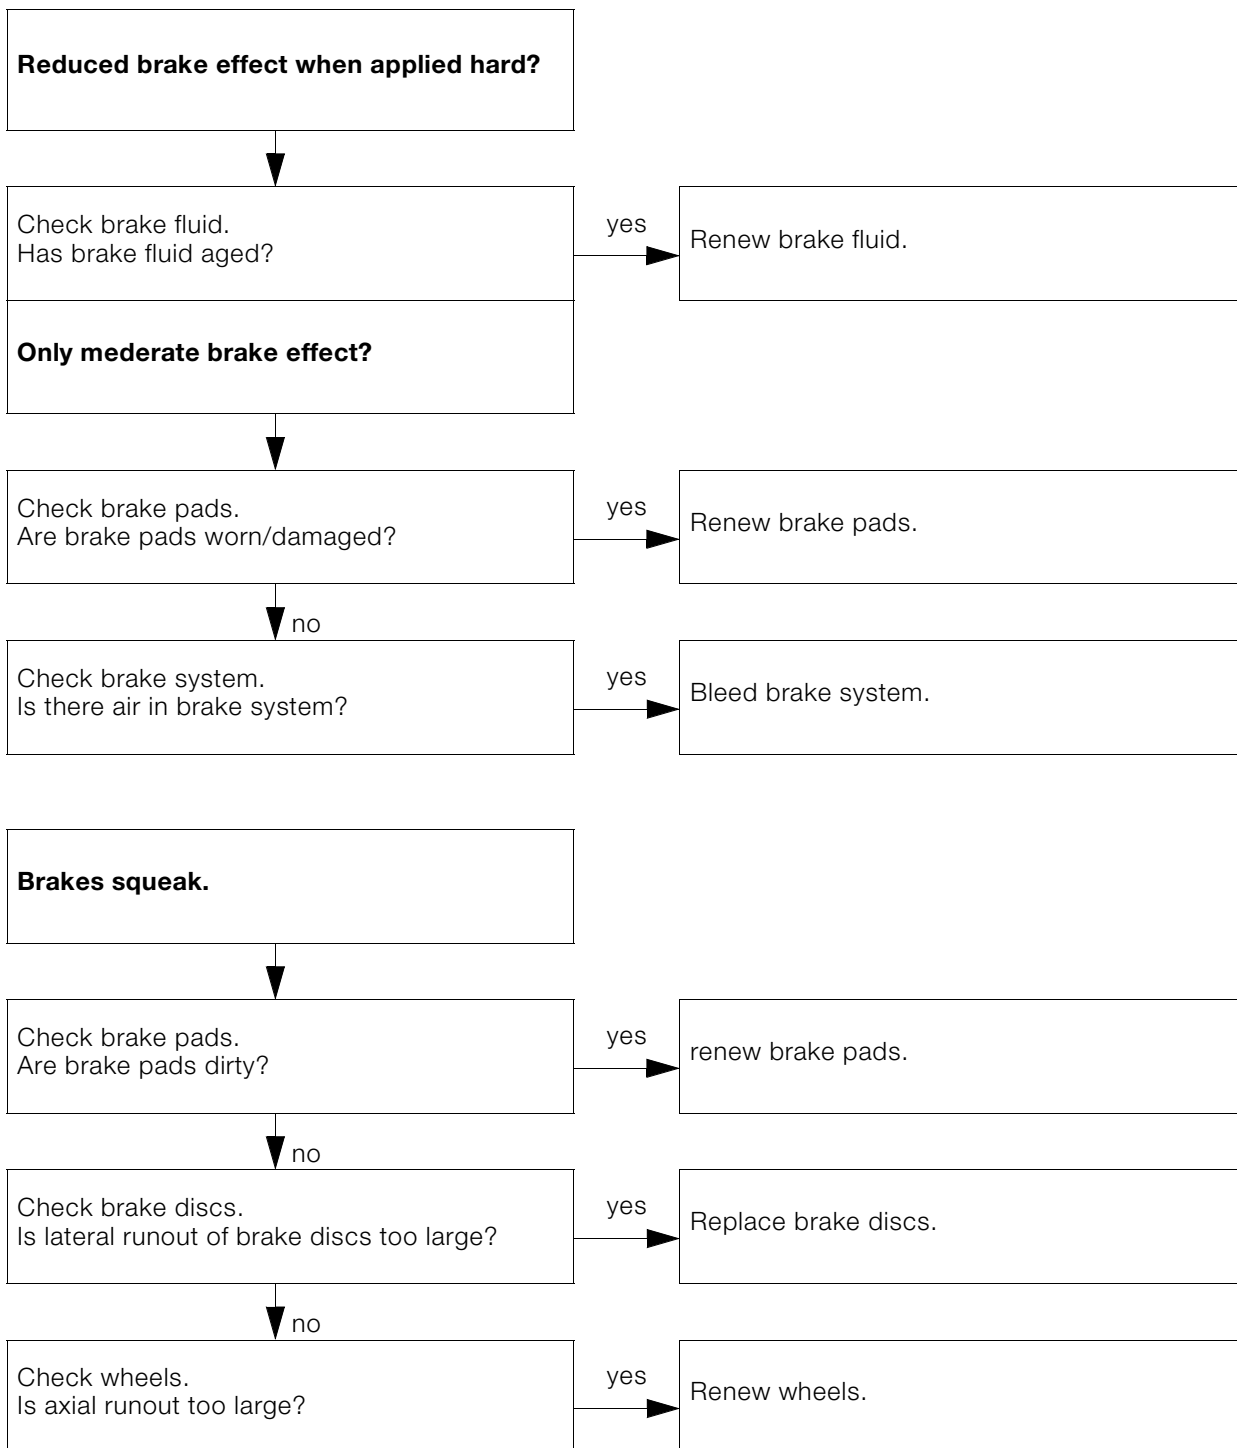 Reduced brake effect when applied hard?
Check brake fluid.
Has brake fluid aged?
yes
Renew brake fluid.
Only mederate brake effect?
Check brake pads.
Are brake pads worn/damaged?
yes
Renew brake pads.
no
Check brake system.
Is there air in brake system?
yes
Bleed brake system.
Brakes squeak.
Check brake pads.
Are brake pads dirty?
yes
renew brake pads.
no
Check brake discs.
Is lateral runout of brake discs too large?
yes
Replace brake discs.
no
Check wheels.
Is axial runout too large?
yes
Renew wheels.